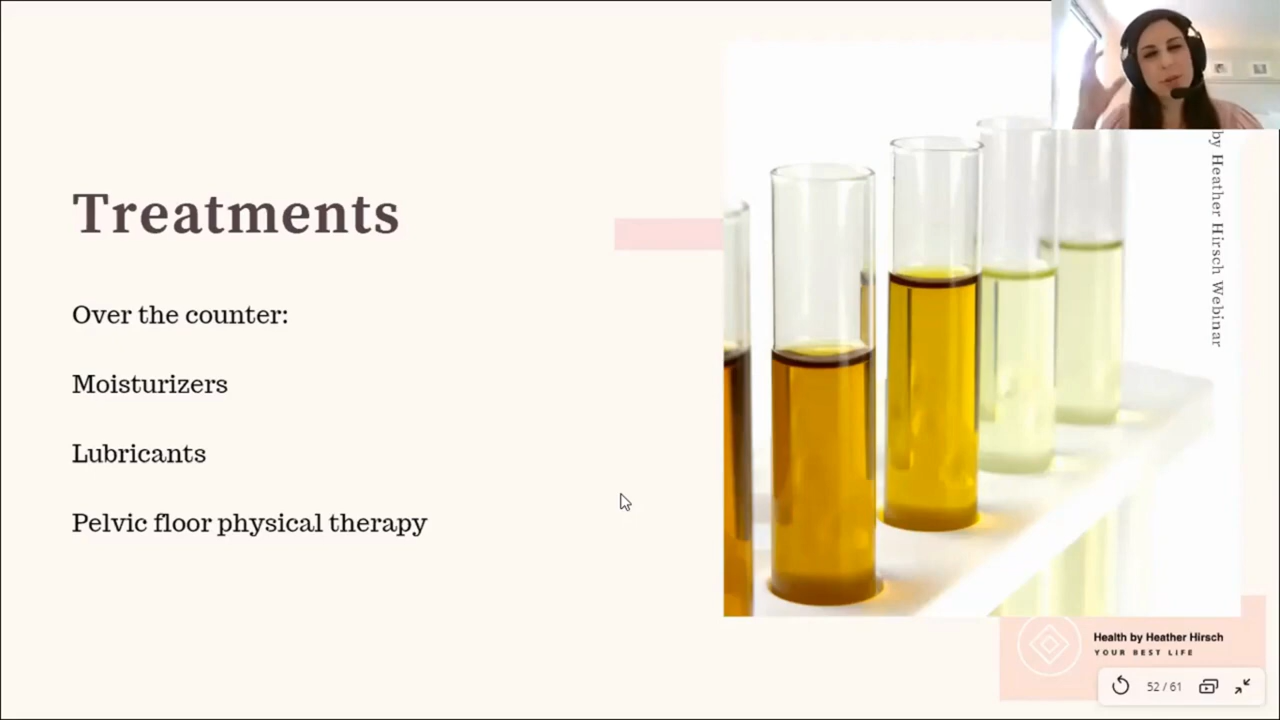 Treatments
Over the counter:
Moisturizers
Lubricants
Pelvic floor physical therapy
by Heather Hirsch Webinar
Health by Heather Hirsch
YOUR BEST LIFE
52 / 61